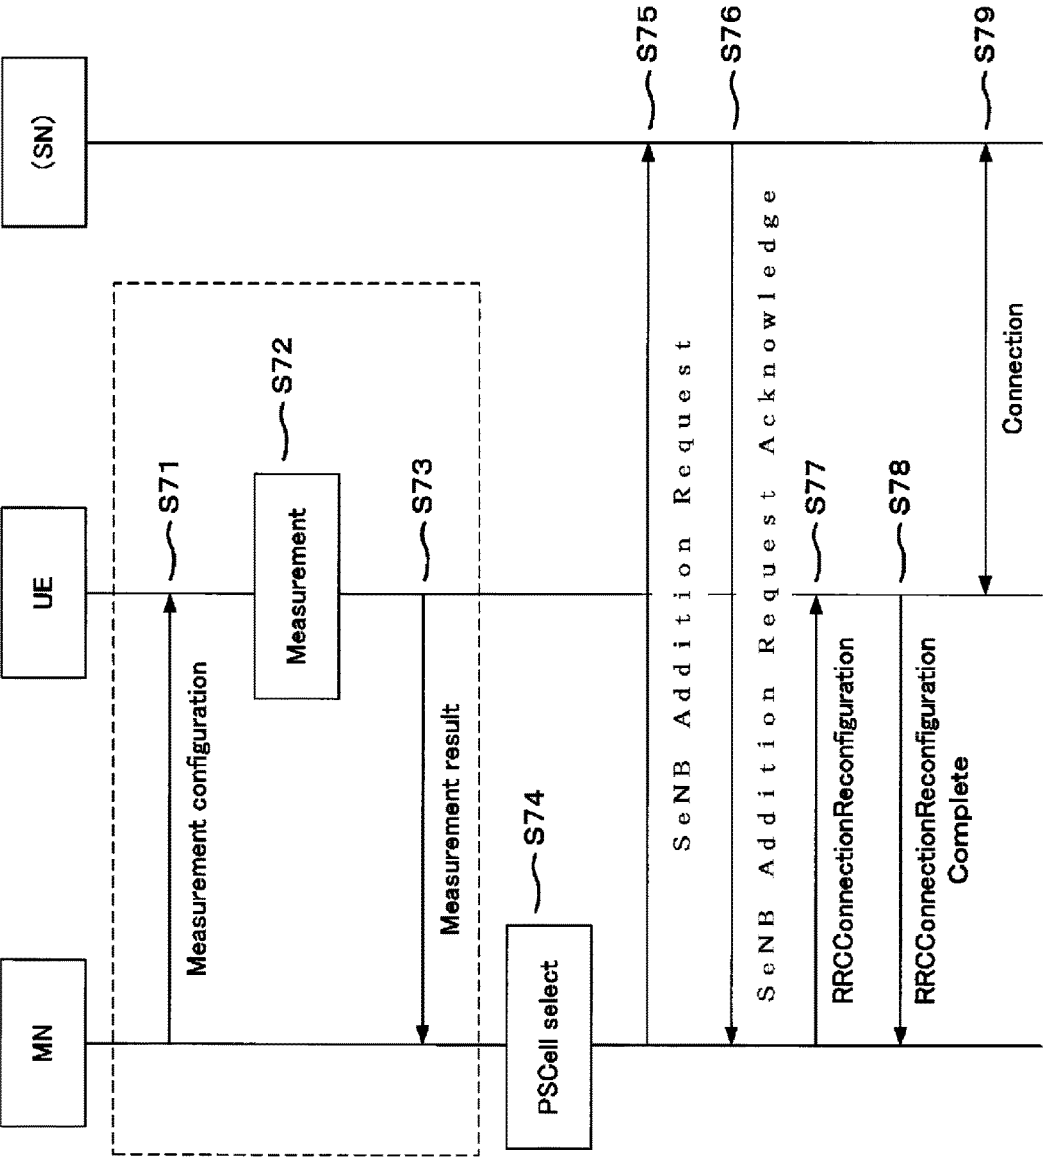 MN
UE
(SN)
Measurement configuration
S71
Measurement
S72
Measurement result
S73
PSCell select
S74
SeNB Addition Request
S75
SeNB Addition Request Acknowledge
S76
RRCConnectionReconfiguration
S77
RRCConnectionReconfiguration
Complete
S78
Connection
S79